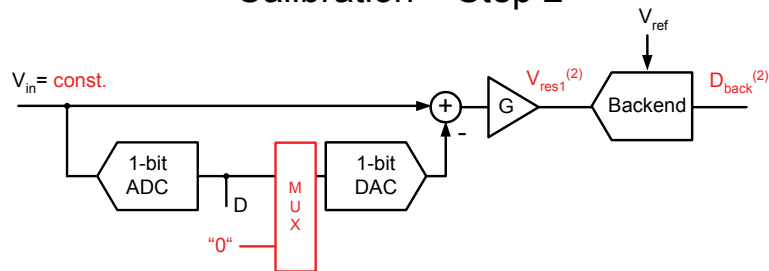 Calibration – Step 2
V_ref
V_in= const.
V_res1^(2)
D_back^(2)
+
G
Backend
-
1-bit
ADC
D
M
U
X
1-bit
DAC
“0“